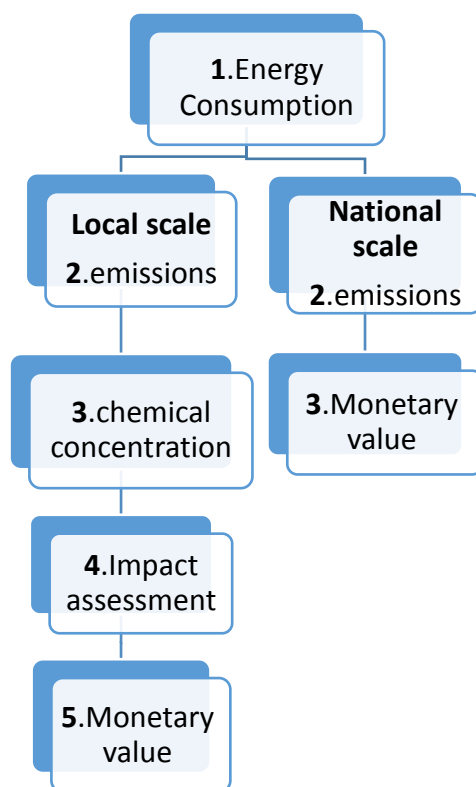 1.Energy
Consumption
Local scale
2.emissions
National
scale
2.emissions
3.chemical
concentration
3.Monetary
value
4.Impact
assessment
5.Monetary
value